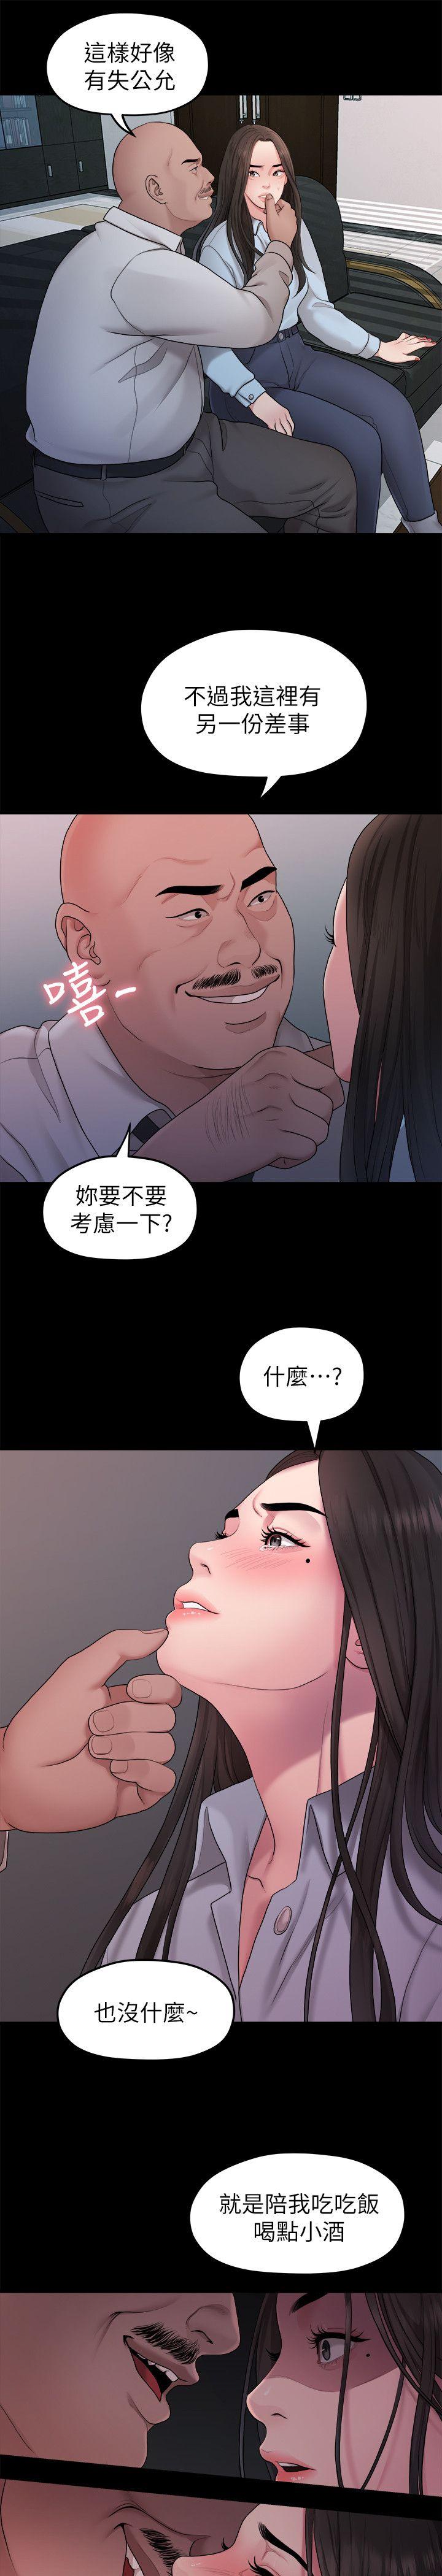 這樣好像
有失公允
不過我這裡有
另一份差事
嘻~
妳要不要
考慮一下?
什麼⋯?
也沒什麼~
就是陪我吃吃飯
喝點小酒